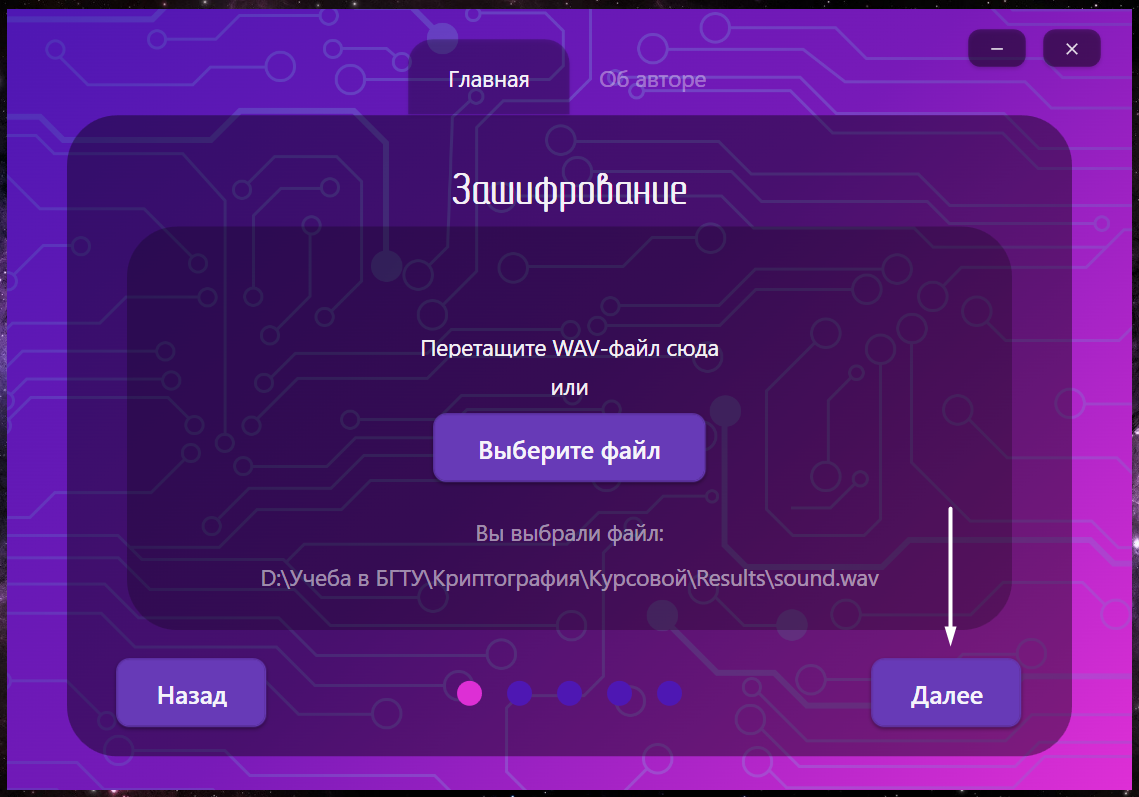 Главная
Об авторе
Зашифрование
Перетащите WAV-файл сюда
или
Выберите файл
Вы выбрали файл:
D:\Учеба в БГТУ\Криптография\Курсовой\Results\sound.wav
Назад
Далее